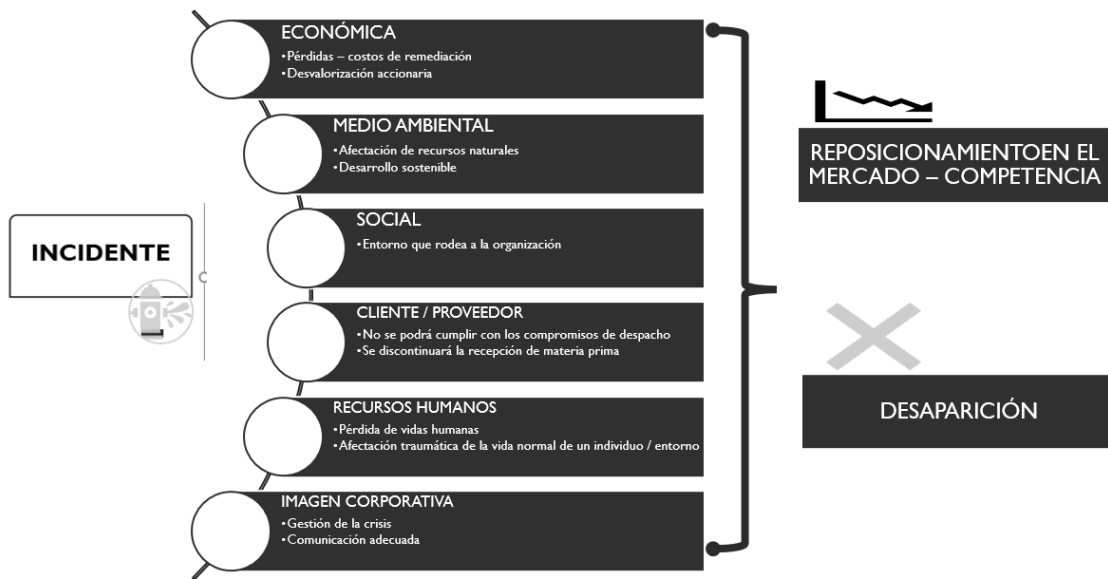 INCIDENTE
ECONÓMICA
•Pérdidas – costos de remediación
•Desvalorización accionaria
MEDIO AMBIENTAL
•Afectación de recursos naturales
•Desarrollo sostenible
SOCIAL
•Entorno que rodea a la organización
CLIENTE / PROVEEDOR
•No se podrá cumplir con los compromisos de despacho
•Se discontinuará la recepción de materia prima
RECURSOS HUMANOS
•Pérdida de vidas humanas
•Afectación traumática de la vida normal de un individuo / entorno
IMAGEN CORPORATIVA
•Gestión de la crisis
•Comunicación adecuada
REPOSICIONAMIENTOEN EL
MERCADO – COMPETENCIA
DESAPARICIÓN